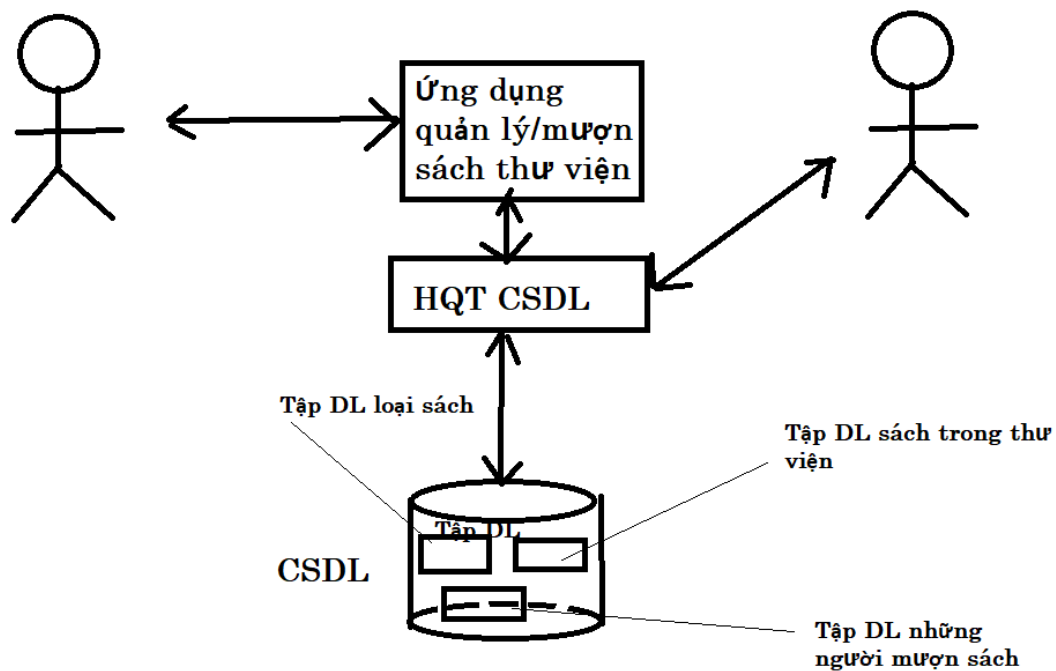 Ứng dụng
quản lý/mượn
sách thư viện
HQT CSDL
Tập DL loại sách
Tập DL sách trong thư
viện
Tập DL
CSDL
Tập DL những
người mượn sách